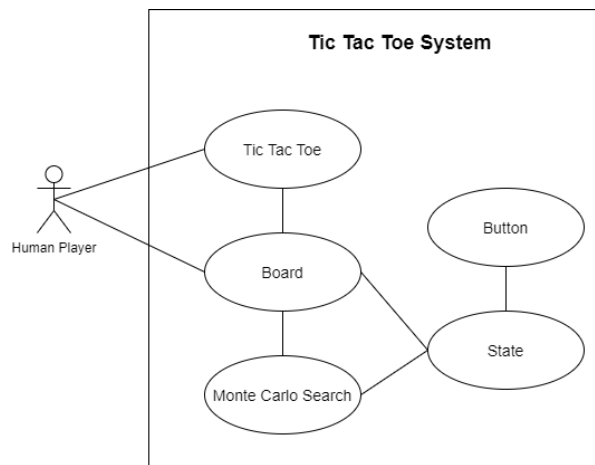 Tic Tac Toe System
Tic Tac Toe
Human Player
Button
Board
State
Monte Carlo Search